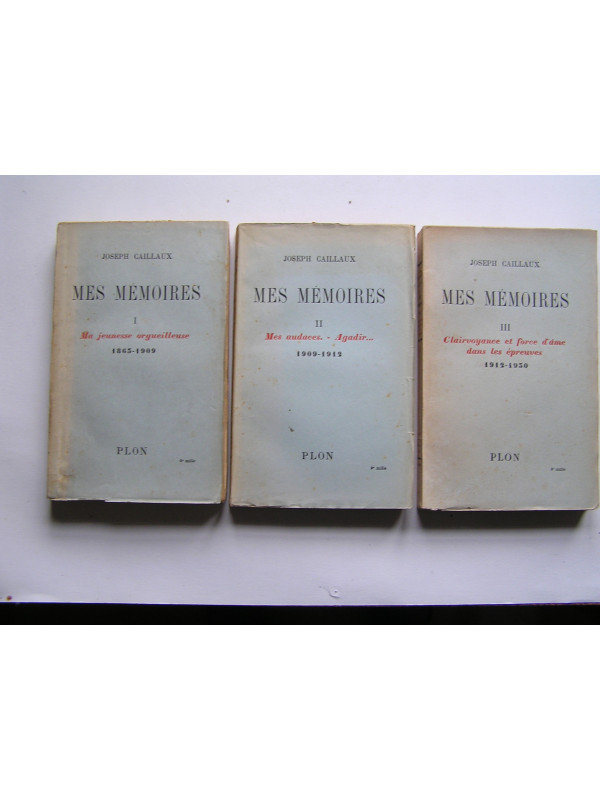 JOSEPH CAILLAUX
MES MÉMOIRES
I
Ma jeunesse orgueilleuse
1863-1909
PLON
JOSEPH CAILLAUX
MES MÉMOIRES
II
Mes audaces. - Agadir...
1909-1912
PLON
JOSEPH CAILLAUX
MES MÉMOIRES
III
Clairvoyance et force d'âme
dans les épreuves
1912-1930
PLON